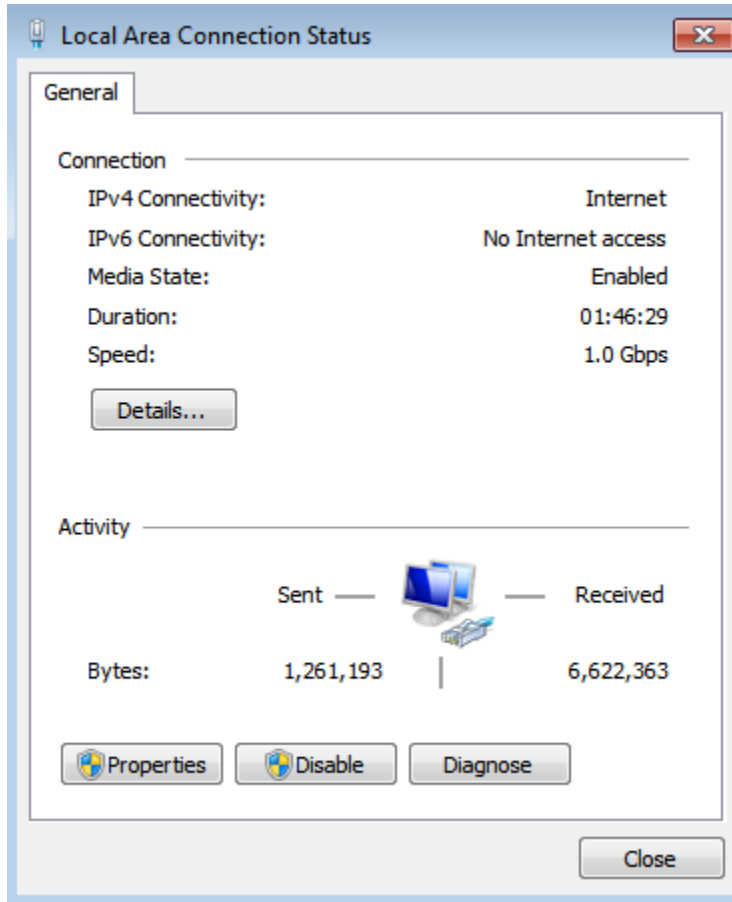 Local Area Connection Status
General
Connection
IPv4 Connectivity: Internet
IPv6 Connectivity: No Internet access
Media State: Enabled
Duration: 01:46:29
Speed: 1.0 Gbps
Details...
Activity
Sent Received
Bytes: 1,261,193 6,622,363
Properties Disable Diagnose
Close